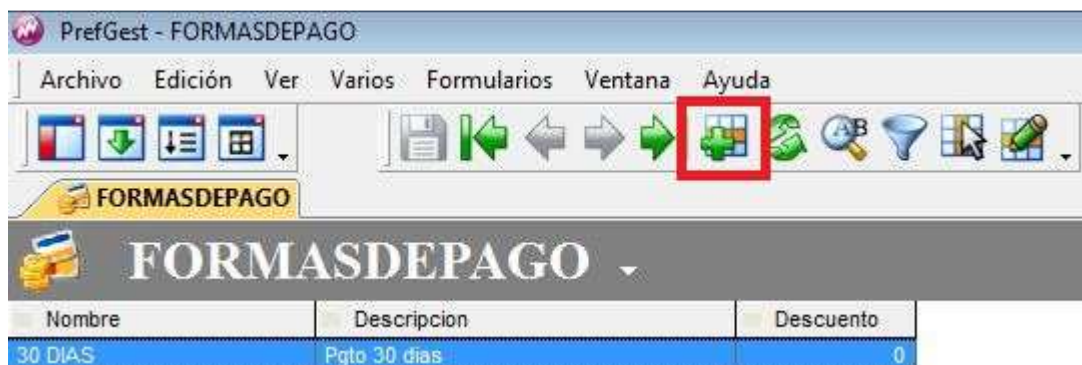 PrefGest - FORMASDEPAGO
Archivo Edición Ver Varios Formularios Ventana Ayuda
AB
FORMASDEPAGO
FORMASDEPAGO
Nombre Descripcion Descuento
30 DIAS Pgto 30 dias 0